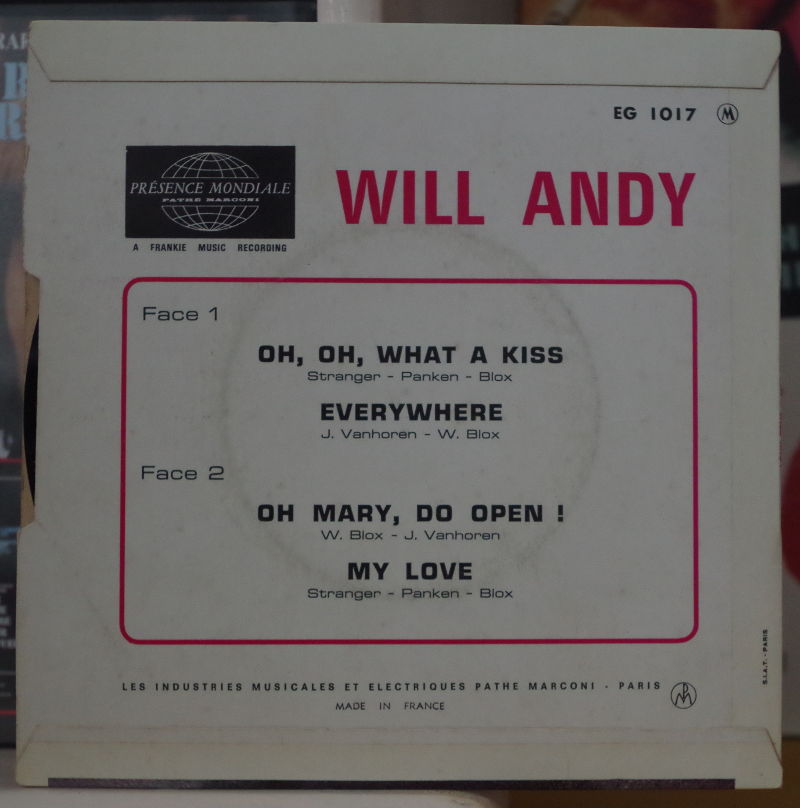 EG 1017 M
PRÉSENCE MONDIALE
PATHÉ MARCONI
A FRANKIE MUSIC RECORDING
WILL ANDY
Face 1
OH, OH, WHAT A KISS
Stranger - Panken - Blox
EVERYWHERE
J. Vanhoren - W. Blox
Face 2
OH MARY, DO OPEN !
W. Blox - J. Vanhoren
MY LOVE
Stranger - Panken - Blox
LES INDUSTRIES MUSICALES ET ELECTRIQUES PATHE MARCONI - PARIS
MADE IN FRANCE
S.I.A.T. - PARIS